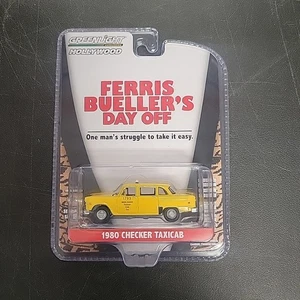 GREENLIGHT
HOLLYWOOD
FERRIS
BUELLER'S
DAY OFF
One man's struggle to take it easy.
1980 CHECKER TAXICAB